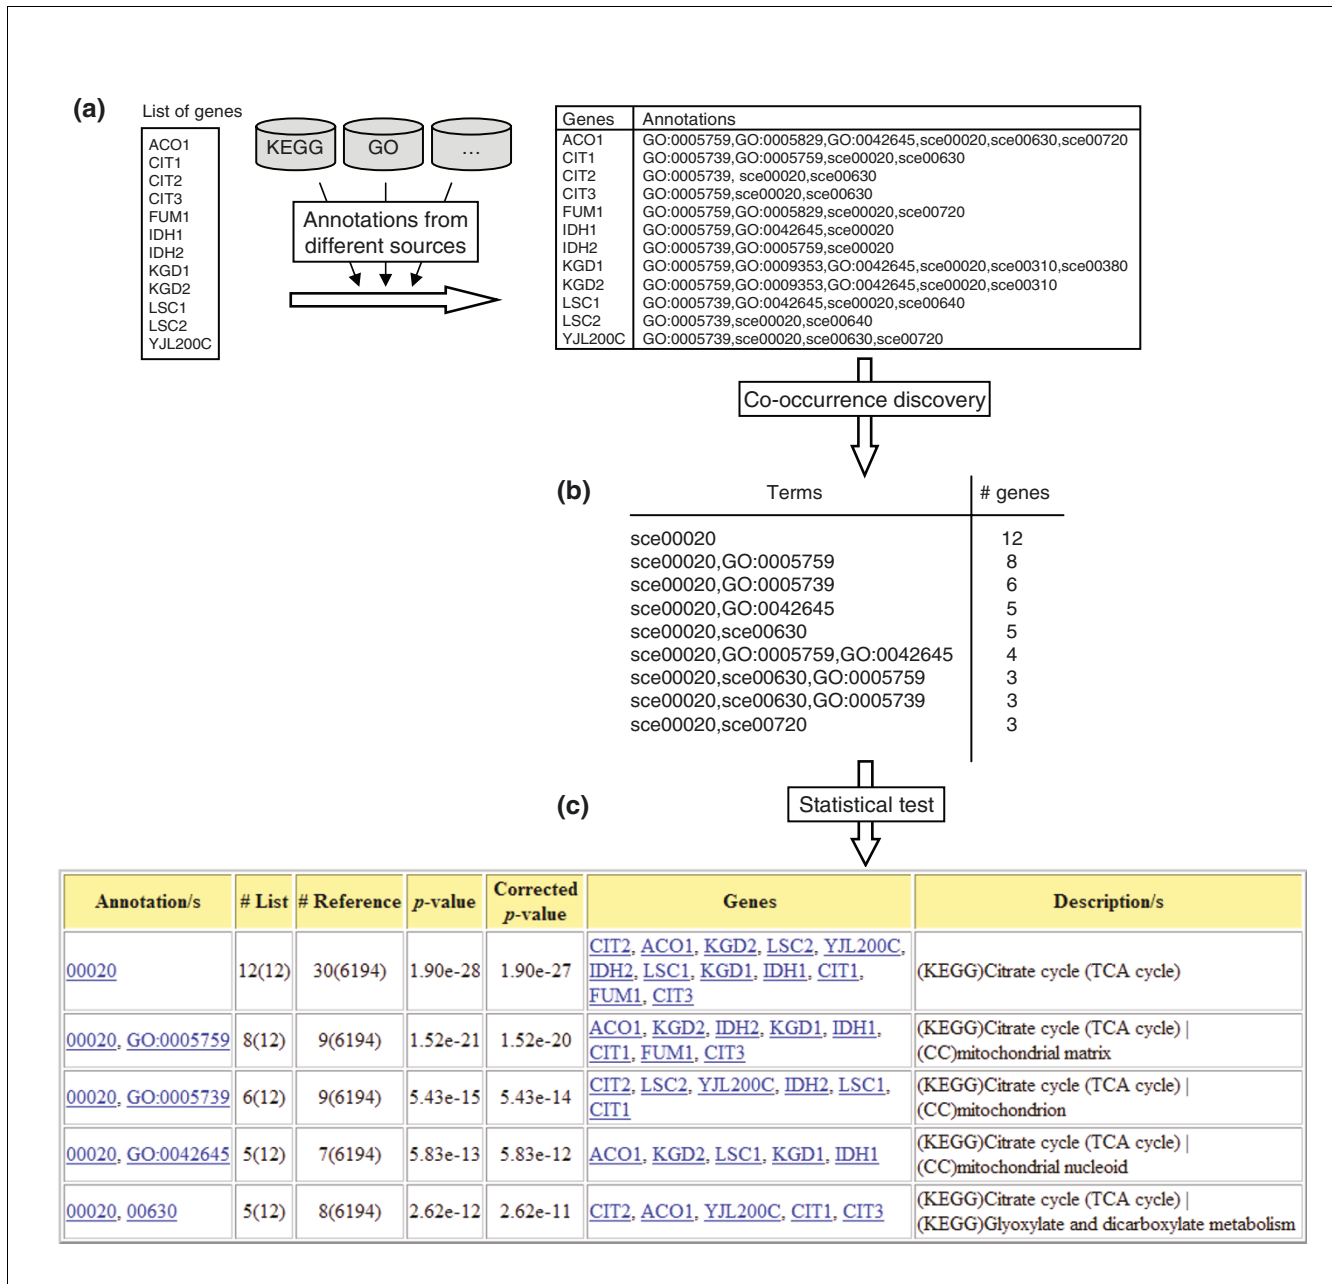 (a)
List of genes
ACO1
CIT1
CIT2
CIT3
FUM1
IDH1
IDH2
KGD1
KGD2
LSC1
LSC2
YJL200C
KEGG GO ...
Annotations from
different sources
Genes Annotations
ACO1 GO:0005759,GO:0005829,GO:0042645,sce00020,sce00630,sce00720
CIT1 GO:0005739,GO:0005759,sce00020,sce00630
CIT2 GO:0005739, sce00020,sce00630
CIT3 GO:0005759,sce00020,sce00630
FUM1 GO:0005759,GO:0005829,sce00020,sce00720
IDH1 GO:0005759,GO:0042645,sce00020
IDH2 GO:0005739,GO:0005759,sce00020
KGD1 GO:0005759,GO:0009353,GO:0042645,sce00020,sce00310,sce00380
KGD2 GO:0005759,GO:0009353,GO:0042645,sce00020,sce00310
LSC1 GO:0005739,GO:0042645,sce00020,sce00640
LSC2 GO:0005739,sce00020,sce00640
YJL200C GO:0005739,sce00020,sce00630,sce00720
Co-occurrence discovery
(b)
Terms # genes
sce00020 12
sce00020,GO:0005759 8
sce00020,GO:0005739 6
sce00020,GO:0042645 5
sce00020,sce00630 5
sce00020,GO:0005759,GO:0042645 4
sce00020,sce00630,GO:0005759 3
sce00020,sce00630,GO:0005739 3
sce00020,sce00720 3
Statistical test
(c)
Annotation/s # List # Reference p-value Corrected p-value Genes Description/s
00020 12(12) 30(6194) 1.90e-28 1.90e-27 CIT2, ACO1, KGD2, LSC2, YJL200C,
IDH2, LSC1, KGD1, IDH1, CIT1,
FUM1, CIT3
(KEGG)Citrate cycle (TCA cycle)
00020, GO:0005759 8(12) 9(6194) 1.52e-21 1.52e-20 ACO1, KGD2, IDH2, KGD1, IDH1,
CIT1, FUM1, CIT3
(KEGG)Citrate cycle (TCA cycle) |
(CC)mitochondrial matrix
00020, GO:0005739 6(12) 9(6194) 5.43e-15 5.43e-14 CIT2, LSC2, YJL200C, IDH2, LSC1,
CIT1
(KEGG)Citrate cycle (TCA cycle) |
(CC)mitochondrion
00020, GO:0042645 5(12) 7(6194) 5.83e-13 5.83e-12 ACO1, KGD2, LSC1, KGD1, IDH1
(KEGG)Citrate cycle (TCA cycle) |
(CC)mitochondrial nucleoid
00020, 00630 5(12) 8(6194) 2.62e-12 2.62e-11 CIT2, ACO1, YJL200C, CIT1, CIT3
(KEGG)Citrate cycle (TCA cycle) |
(KEGG)Glyoxylate and dicarboxylate metabolism